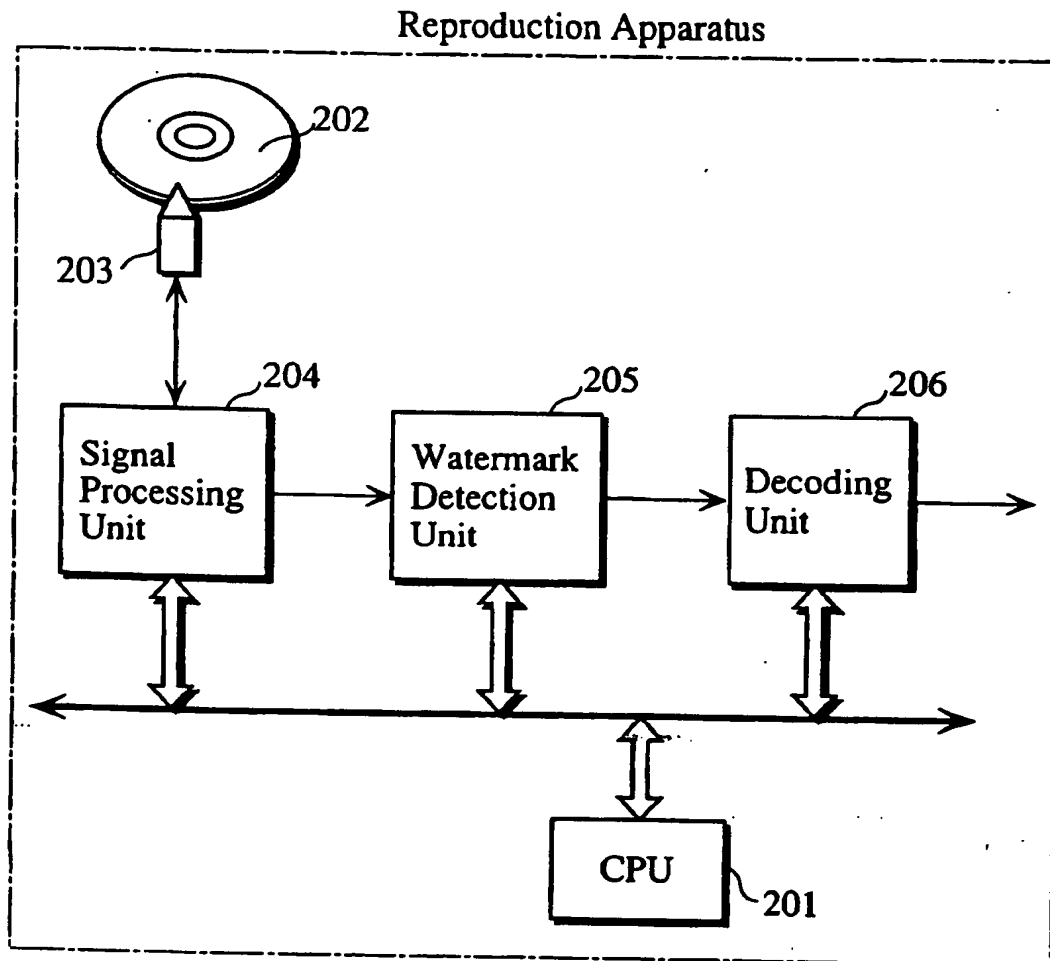 Reproduction Apparatus
202
203
204
205
206
Signal
Processing
Unit
Watermark
Detection
Unit
Decoding
Unit
CPU
201